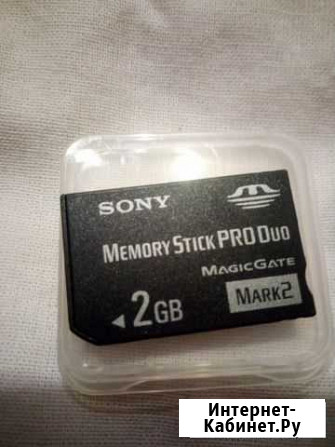 SONY
MEMORY STICK PRO DUO
MAGICGATE
2GB
MARK2
Интернет-
Кабинет.Ру